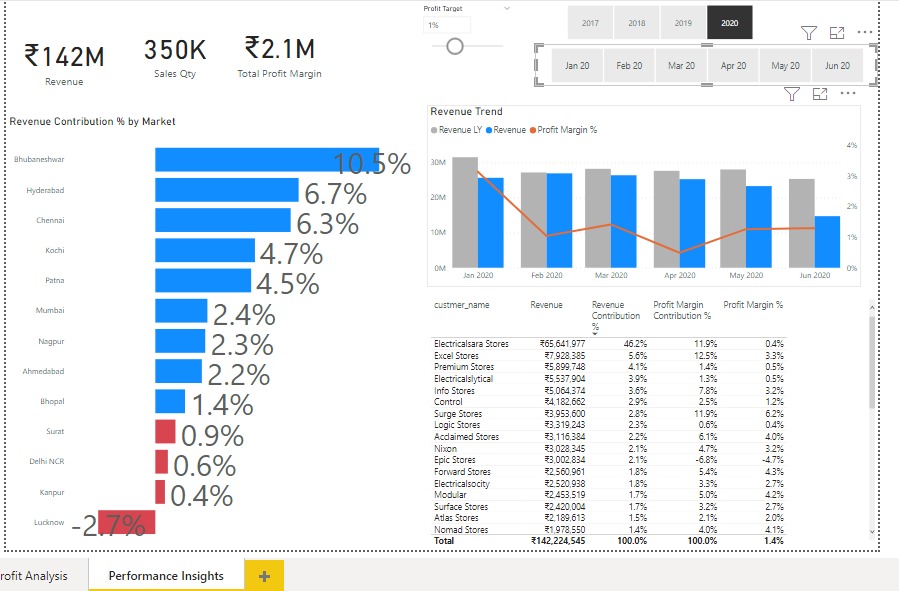 Profit Target
1%
2017 2018 2019 2020
Jan 20 Feb 20 Mar 20 Apr 20 May 20 Jun 20
₹142M
Revenue
350K
Sales Qty
₹2.1M
Total Profit Margin
Revenue Contribution % by Market
Bhubaneshwar 10.5%
Hyderabad 6.7%
Chennai 6.3%
Kochi 4.7%
Patna 4.5%
Mumbai 2.4%
Nagpur 2.3%
Ahmedabad 2.2%
Bhopal 1.4%
Surat 0.9%
Delhi NCR 0.6%
Kanpur 0.4%
Lucknow -2.7%
Revenue Trend
Revenue LY Revenue Profit Margin %
4%
30M 3%
20M 2%
10M 1%
0M 0%
Jan 2020 Feb 2020 Mar 2020 Apr 2020 May 2020 Jun 2020
custmer_name Revenue Revenue Contribution % Profit Margin Contribution % Profit Margin %
Electricalsara Stores ₹65,641,977 46.2% 11.9% 0.4%
Excel Stores ₹7,928,385 5.6% 12.5% 3.3%
Premium Stores ₹5,899,748 4.1% 1.4% 0.5%
Electricalslytical ₹5,537,904 3.9% 1.3% 0.5%
Info Stores ₹5,064,374 3.6% 7.8% 3.2%
Control ₹4,182,662 2.9% 2.5% 1.2%
Surge Stores ₹3,953,600 2.8% 11.9% 6.2%
Logic Stores ₹3,319,243 2.3% 0.6% 0.4%
Acclaimed Stores ₹3,116,384 2.2% 6.1% 4.0%
Nixon ₹3,028,345 2.1% 4.7% 3.2%
Epic Stores ₹3,002,834 2.1% -6.8% -4.7%
Forward Stores ₹2,560,961 1.8% 5.4% 4.3%
Electricalsocity ₹2,520,938 1.8% 3.3% 2.7%
Modular ₹2,453,519 1.7% 5.0% 4.2%
Surface Stores ₹2,420,004 1.7% 3.2% 2.7%
Atlas Stores ₹2,189,613 1.5% 2.1% 2.0%
Nomad Stores ₹1,978,550 1.4% 4.0% 4.1%
Total ₹142,224,545 100.0% 100.0% 1.4%
rofit Analysis Performance Insights +